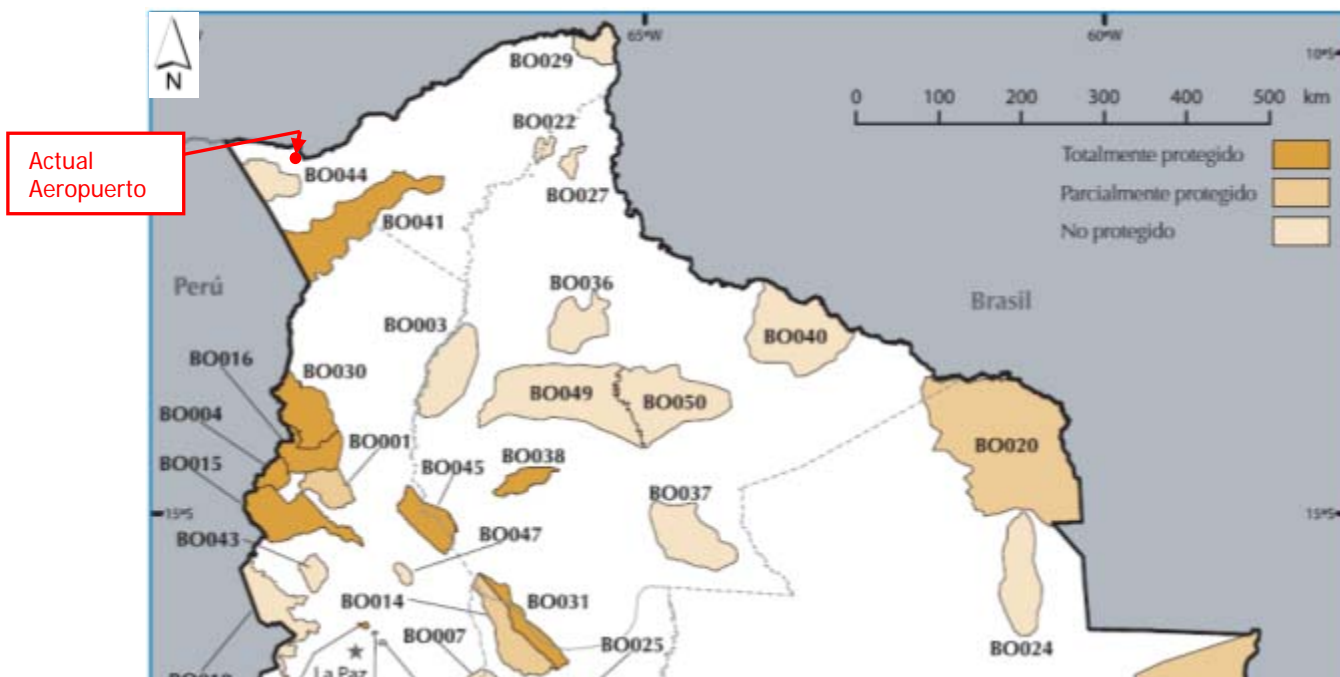 N
65°W
60°W
10°S
BO029
0 100 200 300 400 500 km
BO022
Actual
Aeropuerto
BO044
BO027
Totalmente protegido
Parcialmente protegido
No protegido
BO041
Perú
BO036
Brasil
BO003
BO040
BO016
BO030
BO049
BO050
BO004
BO001
BO020
BO015
BO045
BO038
BO037
15°S
15°S
BO043
BO047
BO014
BO031
BO007
BO025
BO024
La Paz